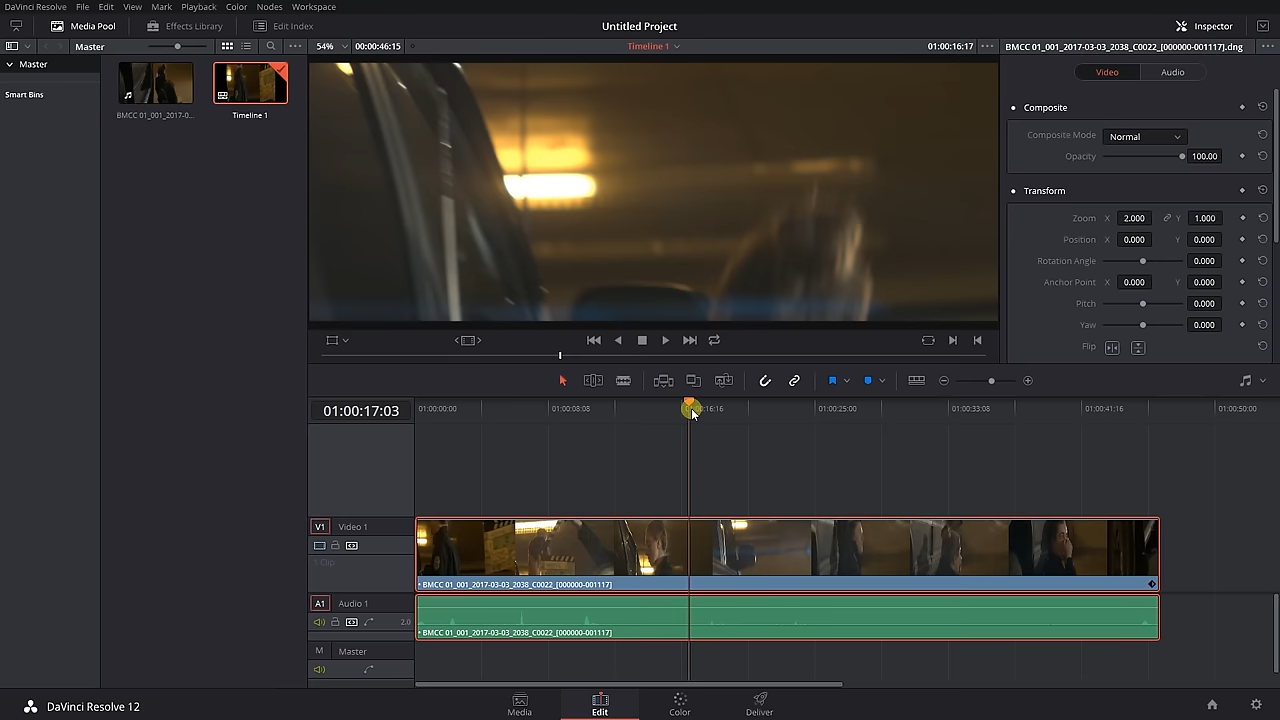 DaVinci Resolve File Edit View Mark Playback Color Nodes Workspace
Media Pool Effects Library Edit Index Untitled Project Inspector
Master 54% 00:00:46:15 Timeline 1 01:00:16:17 BMCC 01_001_2017-03-03_2038_C0022_[000000-001117].dng
Master
Smart Bins
BMCC 01_001_2017-0... Timeline 1
Video Audio
Composite
Composite Mode Normal
Opacity 100.00
Transform
Zoom X 2.000 Y 1.000
Position X 0.000 Y 0.000
Rotation Angle 0.000
Anchor Point X 0.000 Y 0.000
Pitch 0.000
Yaw 0.000
Flip
01:00:17:03 01:00:00:00 01:00:08:08 16:16 01:00:25:00 01:00:33:08 01:00:41:16 01:00:50:00
V1 Video 1
1 Clip
BMCC 01_001_2017-03-03_2038_C0022_[000000-001117]
A1 Audio 1
2.0
BMCC 01_001_2017-03-03_2038_C0022_[000000-001117]
M Master
DaVinci Resolve 12 Media Edit Color Deliver